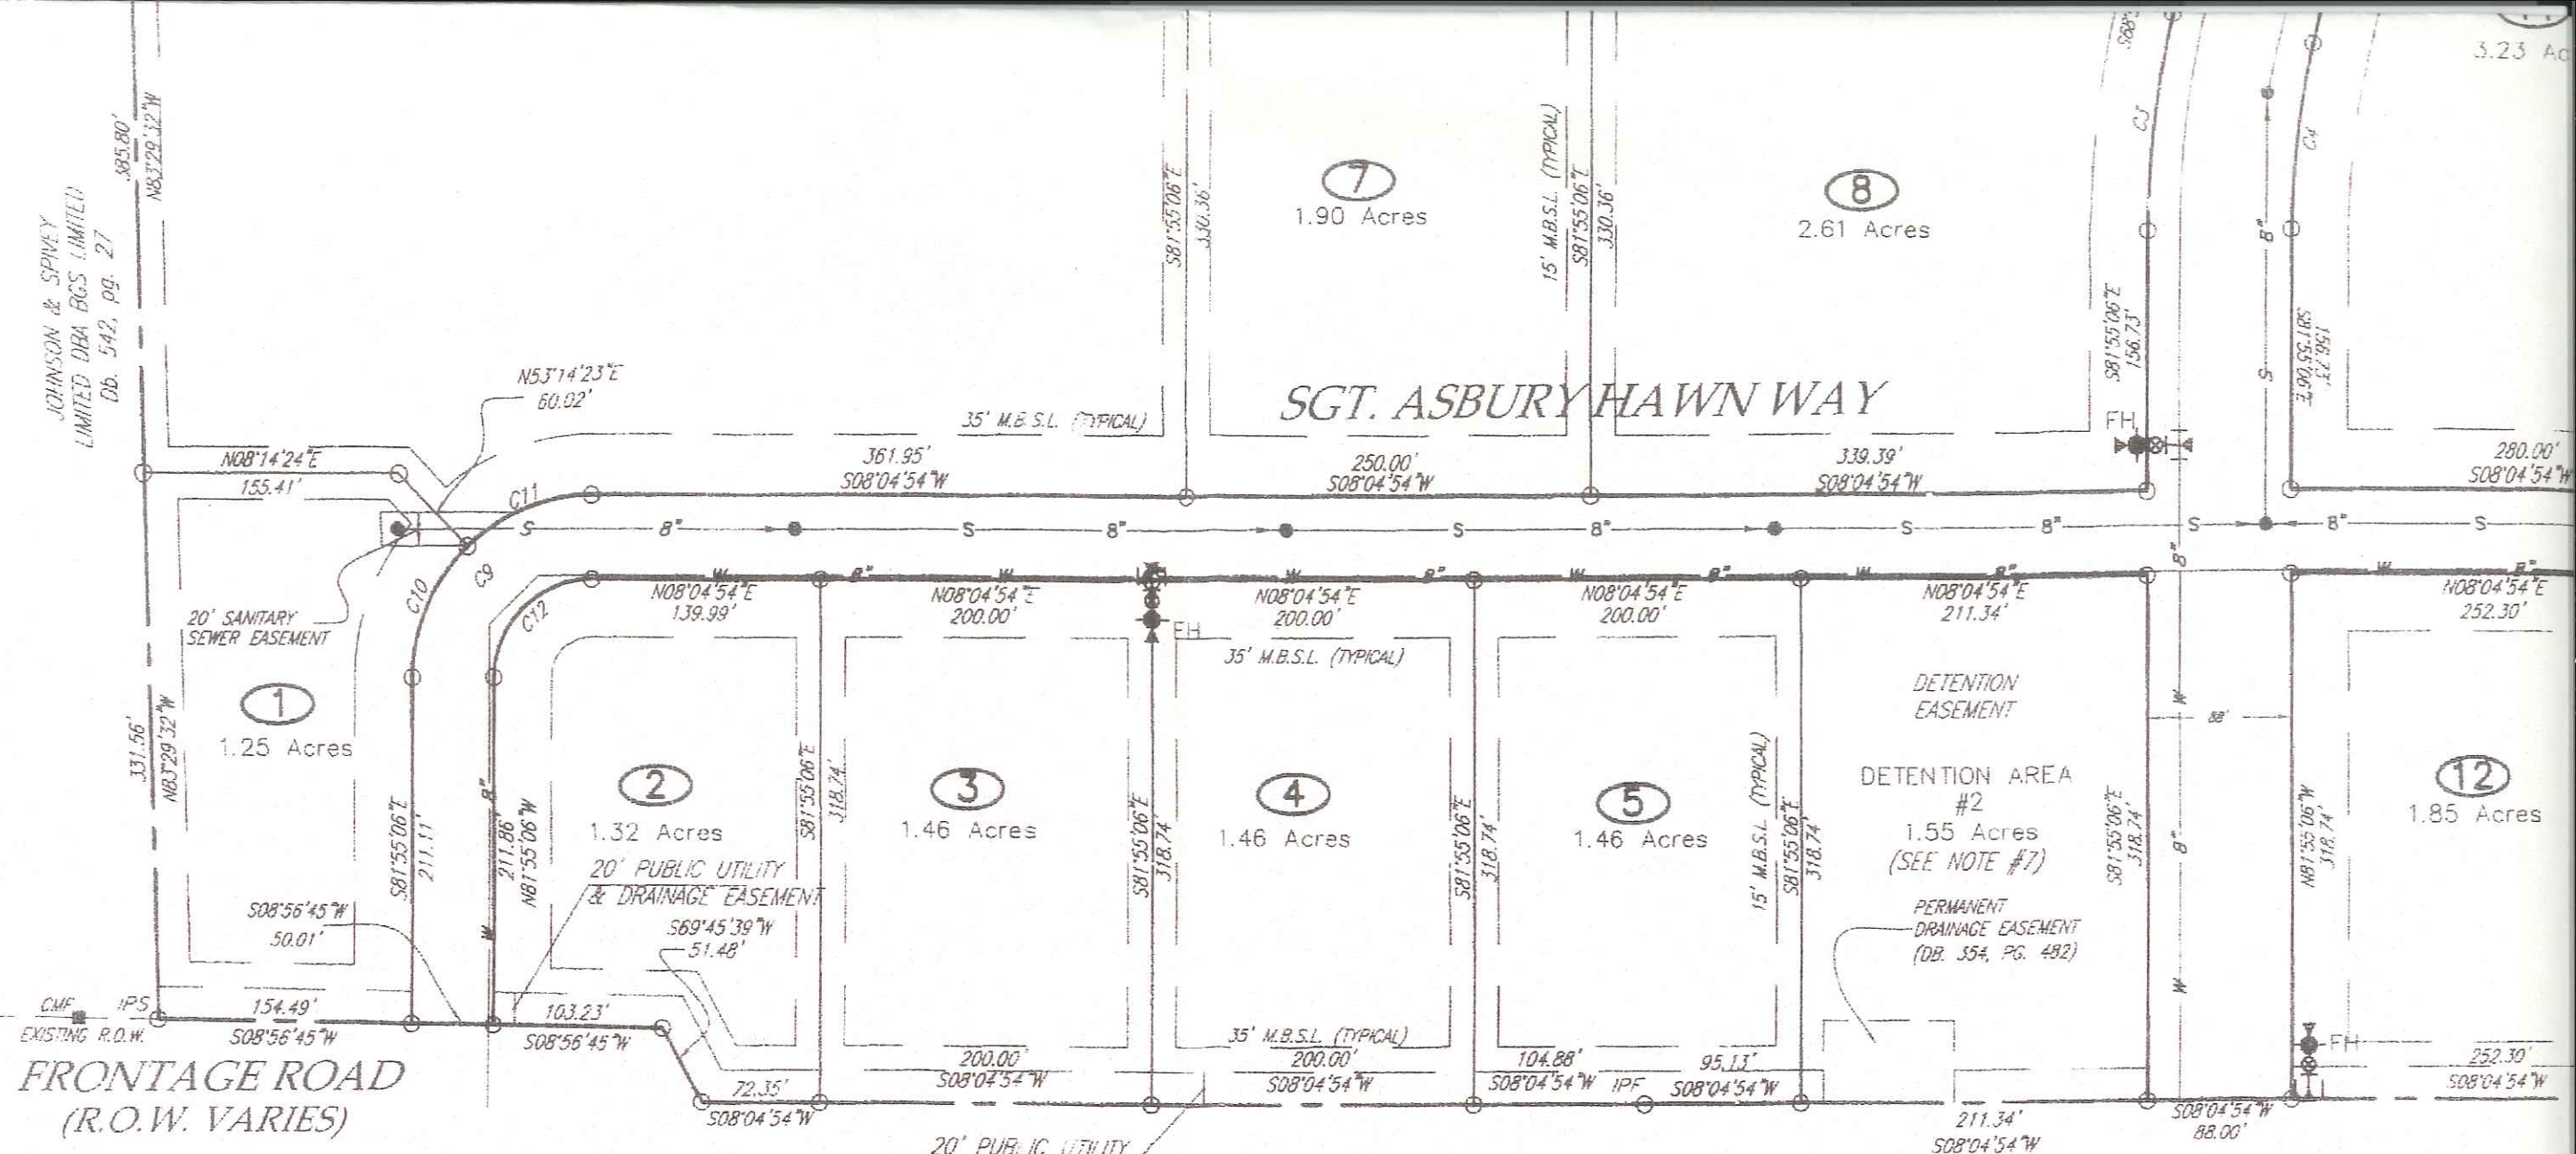 3.23 Ac
385.80'
N83°29'32"W
JOHNSON & SPIVEY
LIMITED DBA BGS LIMITED
Db. 542, pg. 27
S81°55'06"E
330.36'
7
1.90 Acres
15' M.B.S.L. (TYPICAL)
S81°55'06"E
330.36'
8
2.61 Acres
C3
C4
S81°55'06"E
156.73'
S81°55'06"E
156.73'
8"
S
FH
N53°14'23"E
60.02'
SGT. ASBURY HAWN WAY
35' M.B.S.L. (TYPICAL)
N08°14'24"E
155.41'
C11
361.95'
S08°04'54"W
250.00'
S08°04'54"W
339.39'
S08°04'54"W
280.00'
S08°04'54"W
S 8" S 8" S 8" S 8" S 8" S
C10
C9
C12
W 8" W W 8" W 8" W 8" 8" W 8"
N08°04'54"E
139.99'
N08°04'54"E
200.00'
N08°04'54"E
200.00'
N08°04'54"E
200.00'
N08°04'54"E
211.34'
N08°04'54"E
252.30'
20' SANITARY
SEWER EASEMENT
FH
35' M.B.S.L. (TYPICAL)
331.56'
N83°29'32"W
1
1.25 Acres
S81°55'06"E
211.11'
8"
W
211.86'
N81°55'06"W
2
1.32 Acres
S81°55'06"E
318.74'
3
1.46 Acres
S81°55'06"E
318.74'
4
1.46 Acres
S81°55'06"E
318.74'
5
1.46 Acres
15' M.B.S.L. (TYPICAL)
S81°55'06"E
318.74'
DETENTION
EASEMENT
DETENTION AREA
#2
1.55 Acres
(SEE NOTE #7)
S81°55'06"E
318.74'
W
8"
W
88'
N81°55'06"W
318.74'
12
1.85 Acres
20' PUBLIC UTILITY
& DRAINAGE EASEMENT
S69°45'39"W
51.48'
S08°56'45"W
50.01'
PERMANENT
DRAINAGE EASEMENT
(DB. 354, PG. 482)
CMF
IPS
EXISTING R.O.W.
154.49'
S08°56'45"W
103.23'
S08°56'45"W
35' M.B.S.L. (TYPICAL)
FH
72.35'
S08°04'54"W
200.00'
S08°04'54"W
200.00'
S08°04'54"W
104.88'
S08°04'54"W
IPF
95.13'
S08°04'54"W
211.34'
S08°04'54"W
S08°04'54"W
88.00'
252.30'
S08°04'54"W
FRONTAGE ROAD
(R.O.W. VARIES)
20' PUBLIC UTILITY